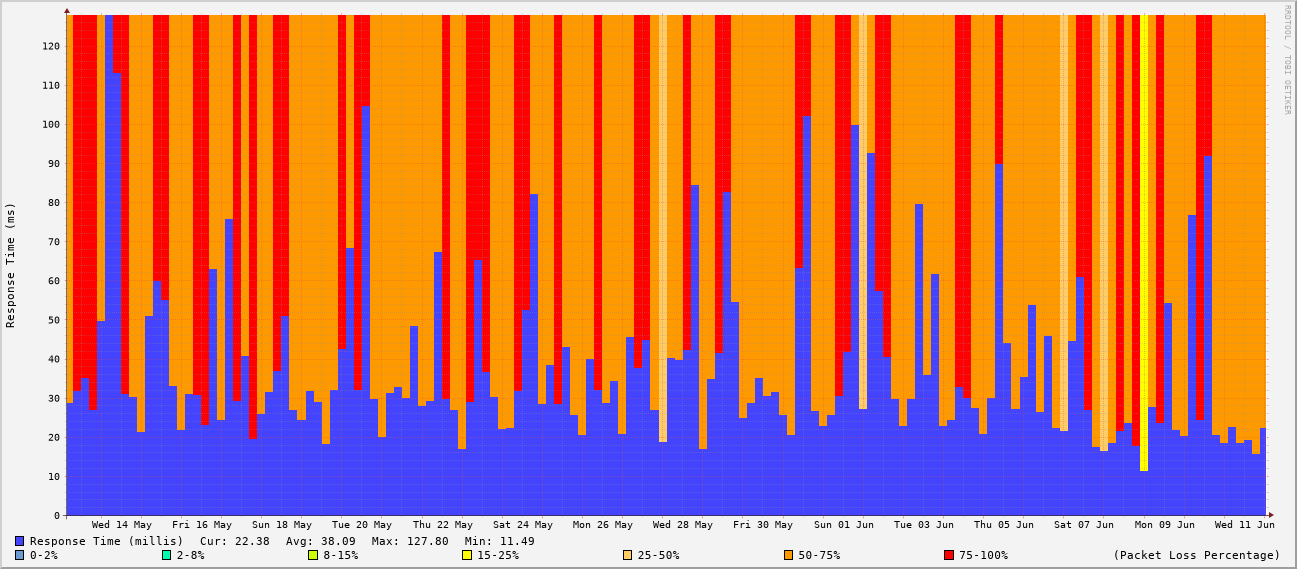 RRDTOOL / TOBI OETIKER
Response Time (ms)
120
110
100
90
80
70
60
50
40
30
20
10
0
Wed 14 May Fri 16 May Sun 18 May Tue 20 May Thu 22 May Sat 24 May Mon 26 May Wed 28 May Fri 30 May Sun 01 Jun Tue 03 Jun Thu 05 Jun Sat 07 Jun Mon 09 Jun Wed 11 Jun
Response Time (millis) Cur: 22.38 Avg: 38.09 Max: 127.80 Min: 11.49
0-2% 2-8% 8-15% 15-25% 25-50% 50-75% 75-100% (Packet Loss Percentage)